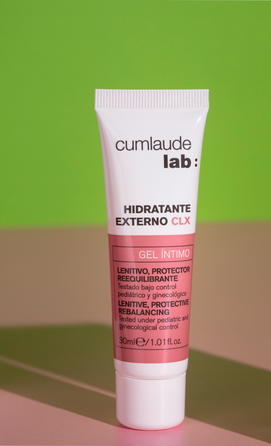 cumlaude
lab:
HIDRATANTE
EXTERNO CLX
GEL ÍNTIMO
LENITIVO, PROTECTOR
REEQUILIBRANTE
Testado bajo control
pediátrico y ginecológico
LENITIVE, PROTECTIVE
REBALANCING
Tested under pediatric and
gynecological control
30ml ℮/1.01fl.oz.